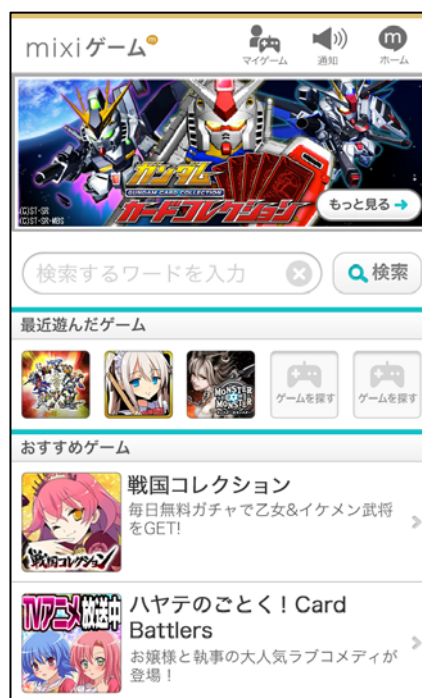 mixiゲーム
マイゲーム
通知
ホーム
ガンダム
GUNDAM CARD COLLECTION
カードコレクション
(C)ST・SR
(C)ST・SR・MBS
もっと見る
検索するワードを入力
検索
最近遊んだゲーム
MONSTER
MONSTER
ゲームを探す
ゲームを探す
おすすめゲーム
戦国コレクション
毎日無料ガチャで乙女&イケメン武将
をGET!
戦国コレクション
TVアニメ放送中
ハヤテのごとく！Card
Battlers
お嬢様と執事の大人気ラブコメディが
登場！